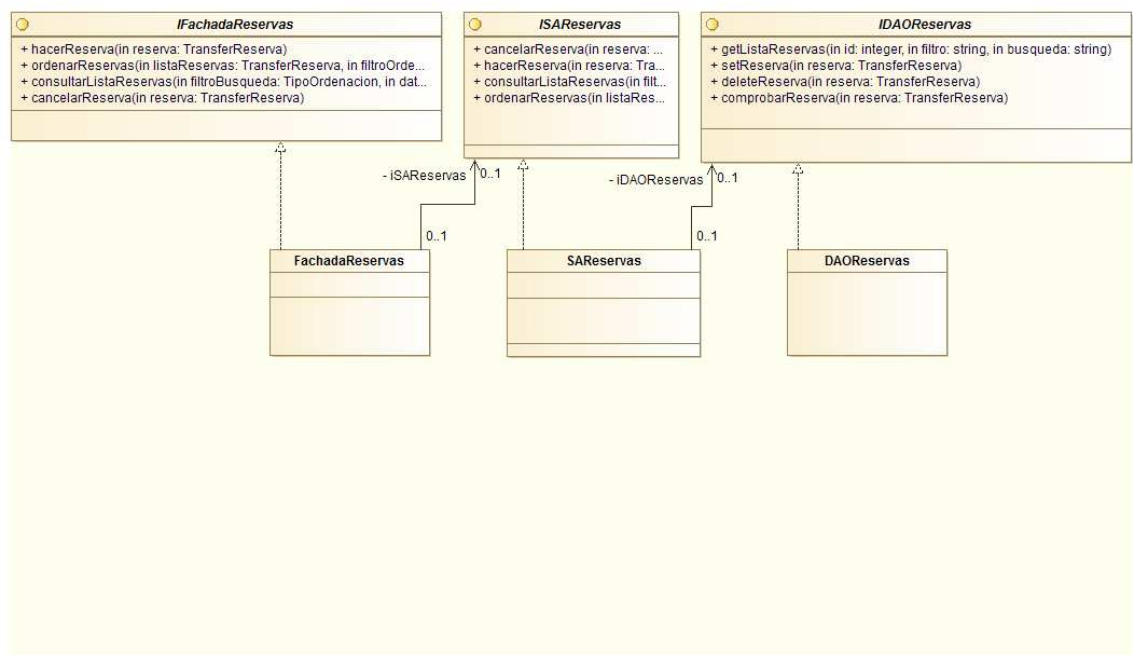 IFachadaReservas
+ hacerReserva(in reserva: TransferReserva)
+ ordenarReservas(in listaReservas: TransferReserva, in filtroOrde...
+ consultarListaReservas(in filtroBusqueda: TipoOrdenacion, in dat...
+ cancelarReserva(in reserva: TransferReserva)
ISAReservas
+ cancelarReserva(in reserva: ...
+ hacerReserva(in reserva: Tra...
+ consultarListaReservas(in filt...
+ ordenarReservas(in listaRes...
IDAOReservas
+ getListaReservas(in id: integer, in filtro: string, in busqueda: string)
+ setReserva(in reserva: TransferReserva)
+ deleteReserva(in reserva: TransferReserva)
+ comprobarReserva(in reserva: TransferReserva)
- iSAReservas
0..1
- iDAOReservas
0..1
0..1
0..1
FachadaReservas
SAReservas
DAOReservas